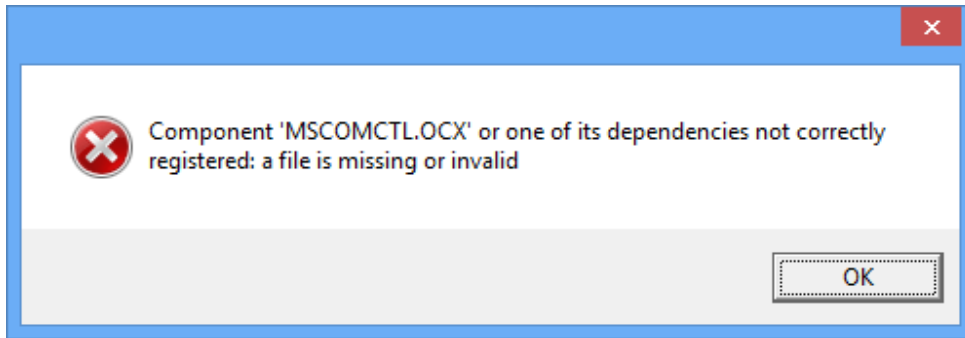 Component 'MSCOMCTL.OCX' or one of its dependencies not correctly
registered: a file is missing or invalid
OK